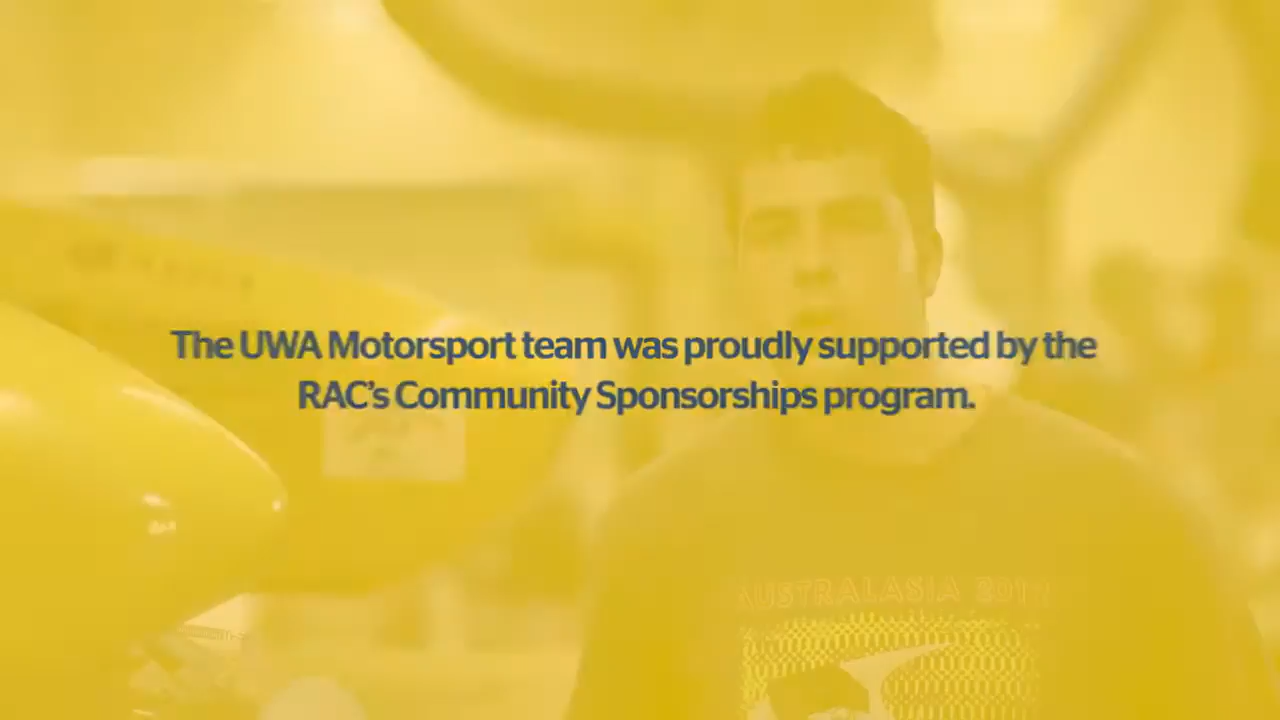 The UWA Motorsport team was proudly supported by the
RAC's Community Sponsorships program.
AUSTRALASIA